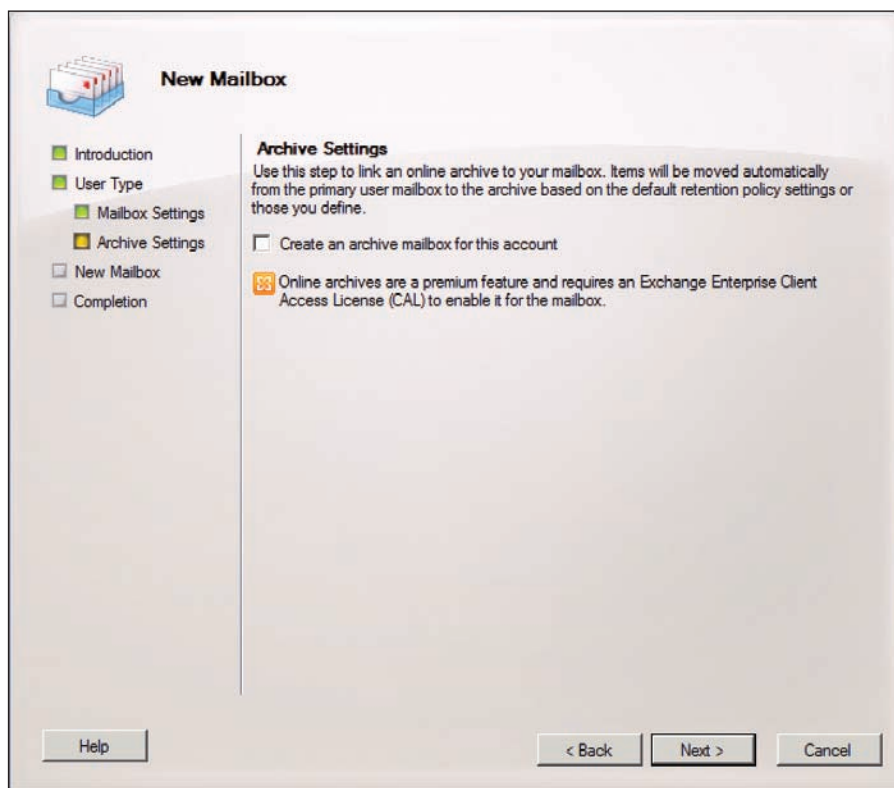 New Mailbox
Introduction
User Type
Mailbox Settings
Archive Settings
New Mailbox
Completion
Archive Settings
Use this step to link an online archive to your mailbox. Items will be moved automatically
from the primary user mailbox to the archive based on the default retention policy settings or
those you define.
Create an archive mailbox for this account
Online archives are a premium feature and requires an Exchange Enterprise Client
Access License (CAL) to enable it for the mailbox.
Help
< Back
Next >
Cancel